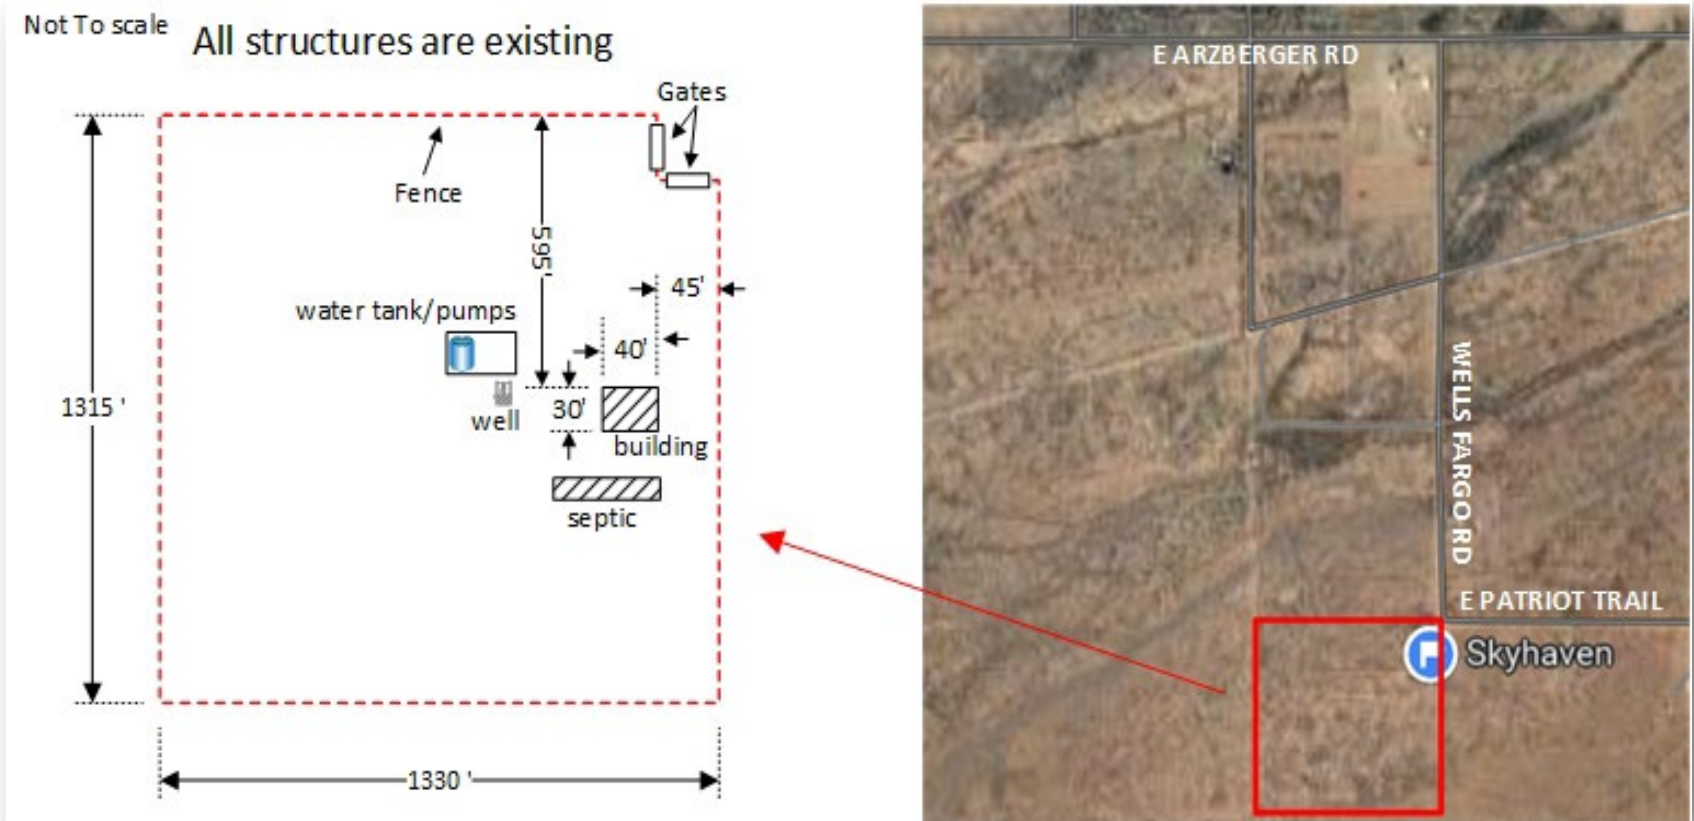 Not To scale
All structures are existing
Gates
Fence
595'
45'
water tank/pumps
40'
1315 '
30'
well
building
septic
1330 '
E ARZBERGER RD
WELLS FARGO RD
E PATRIOT TRAIL
Skyhaven